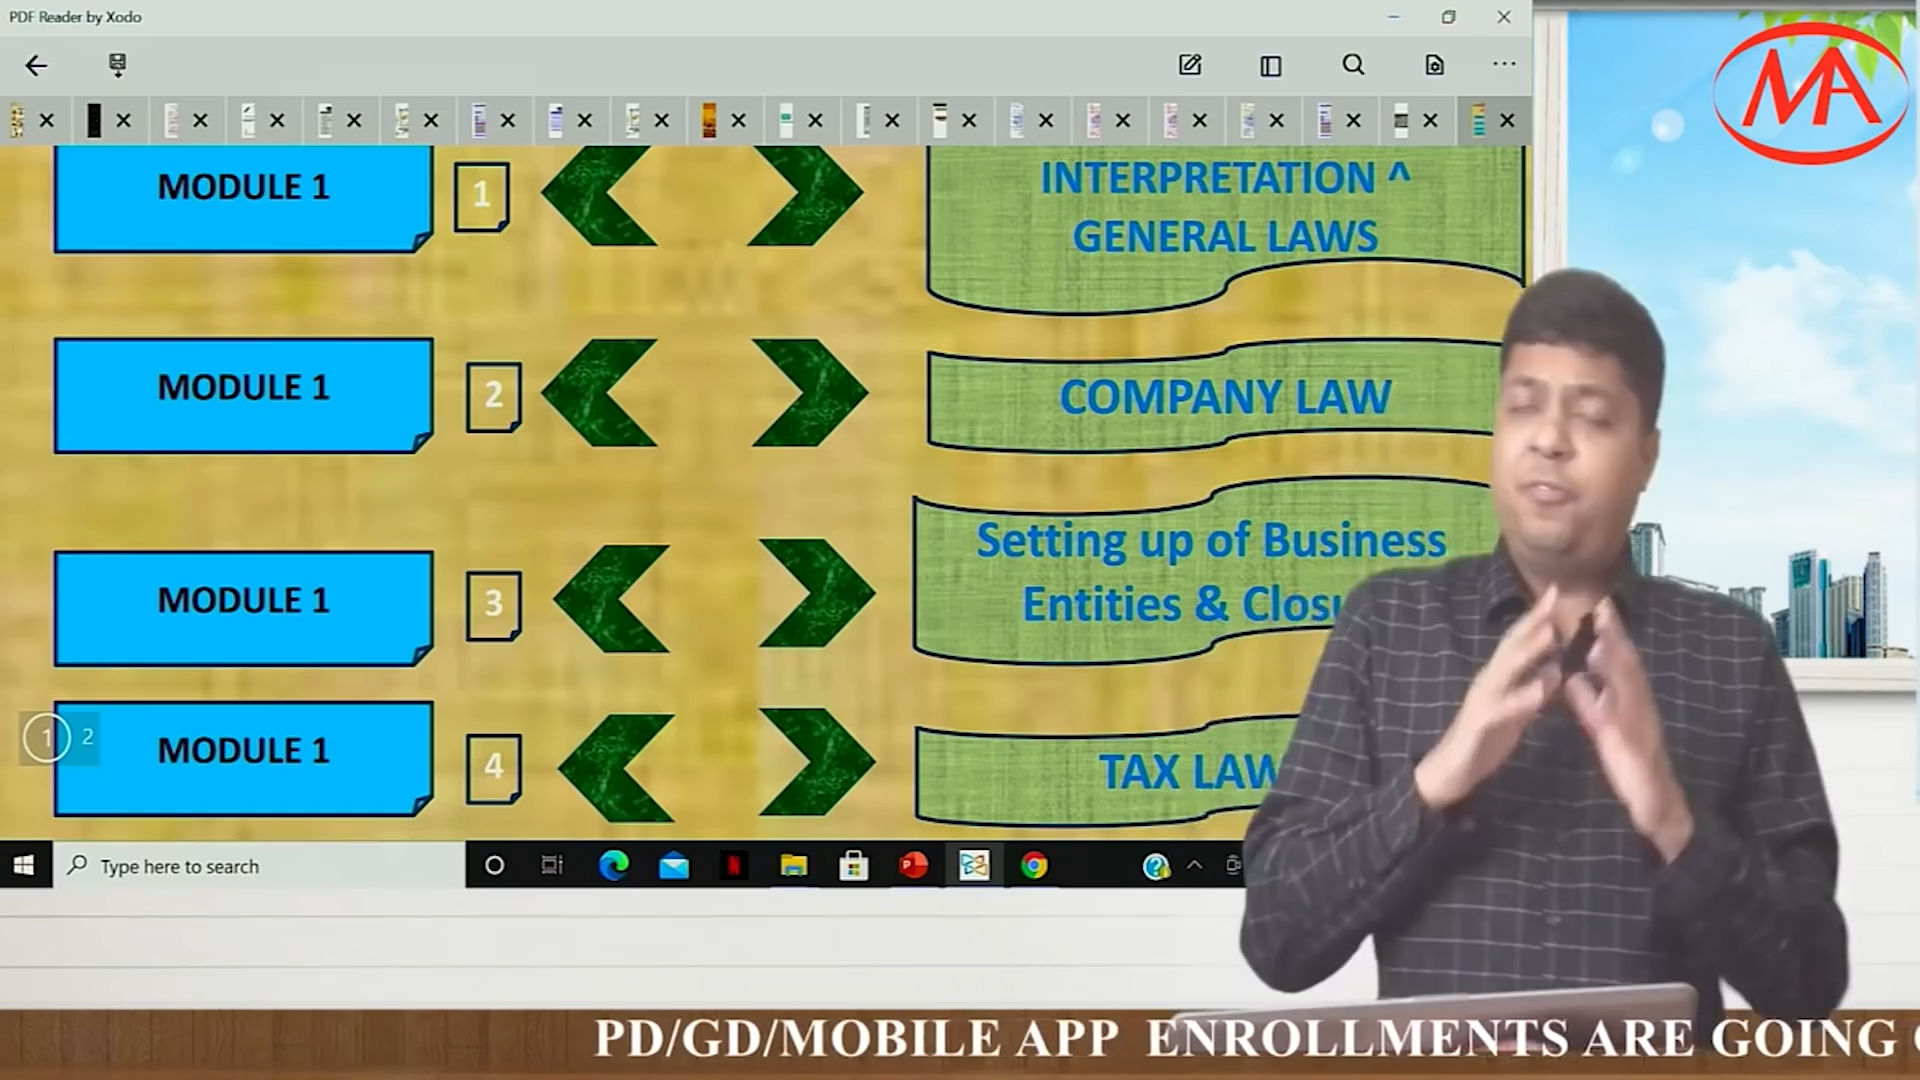 PDF Reader by Xodo
MA
MODULE 1
1
INTERPRETATION ^
GENERAL LAWS
MODULE 1
2
COMPANY LAW
MODULE 1
3
Setting up of Business
Entities & Closu
MODULE 1
4
TAX LAW
1 2
Type here to search
PD/GD/MOBILE APP ENROLLMENTS ARE GOING